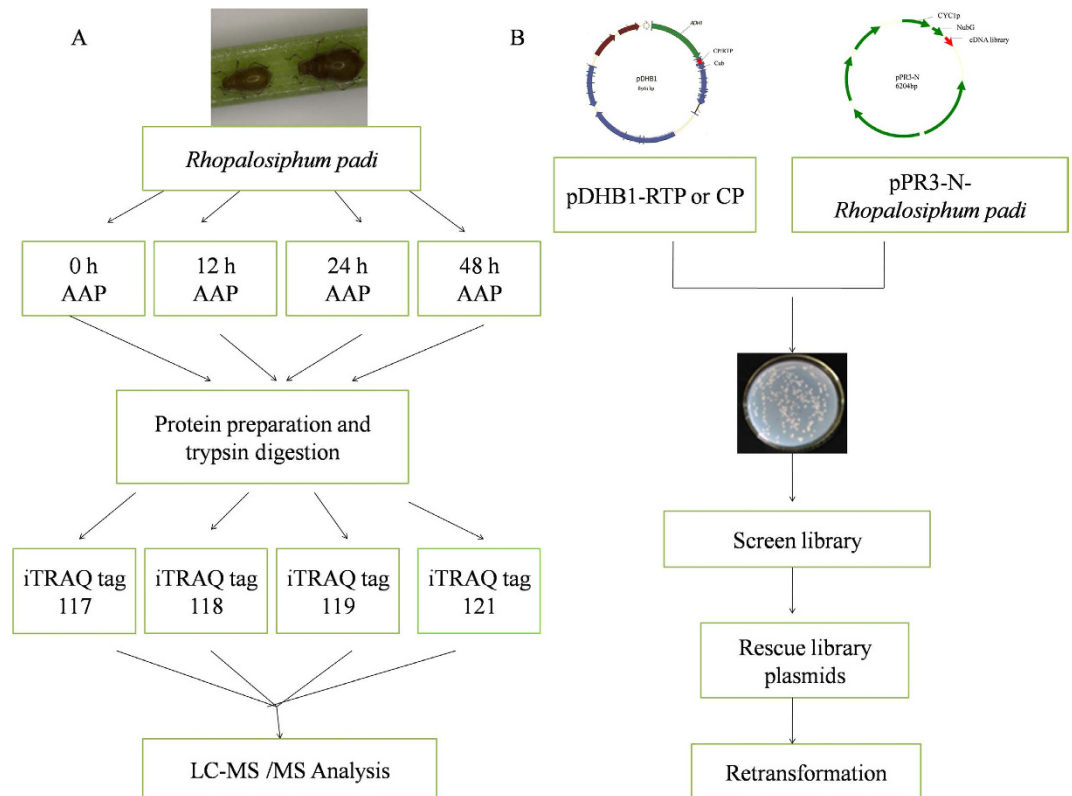 A
Rhopalosiphum padi
0 h
AAP
12 h
AAP
24 h
AAP
48 h
AAP
Protein preparation and
trypsin digestion
iTRAQ tag
117
iTRAQ tag
118
iTRAQ tag
119
iTRAQ tag
121
LC-MS /MS Analysis
B
ADH1
CP/RTP
Cub
pDHB1
CYC1p
NubG
cDNA library
pPR3-N
6204bp
pDHB1-RTP or CP
pPR3-N-
Rhopalosiphum padi
Screen library
Rescue library
plasmids
Retransformation